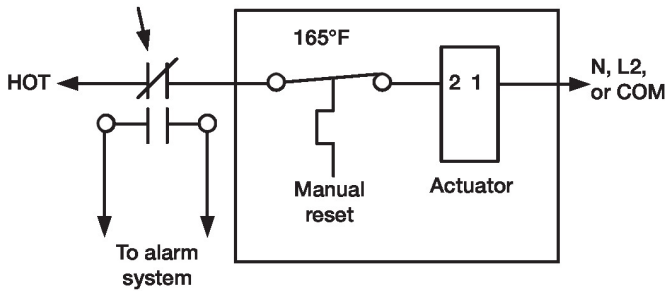 165°F
HOT
2 1
N, L2,
or COM
Manual
reset
Actuator
To alarm
system